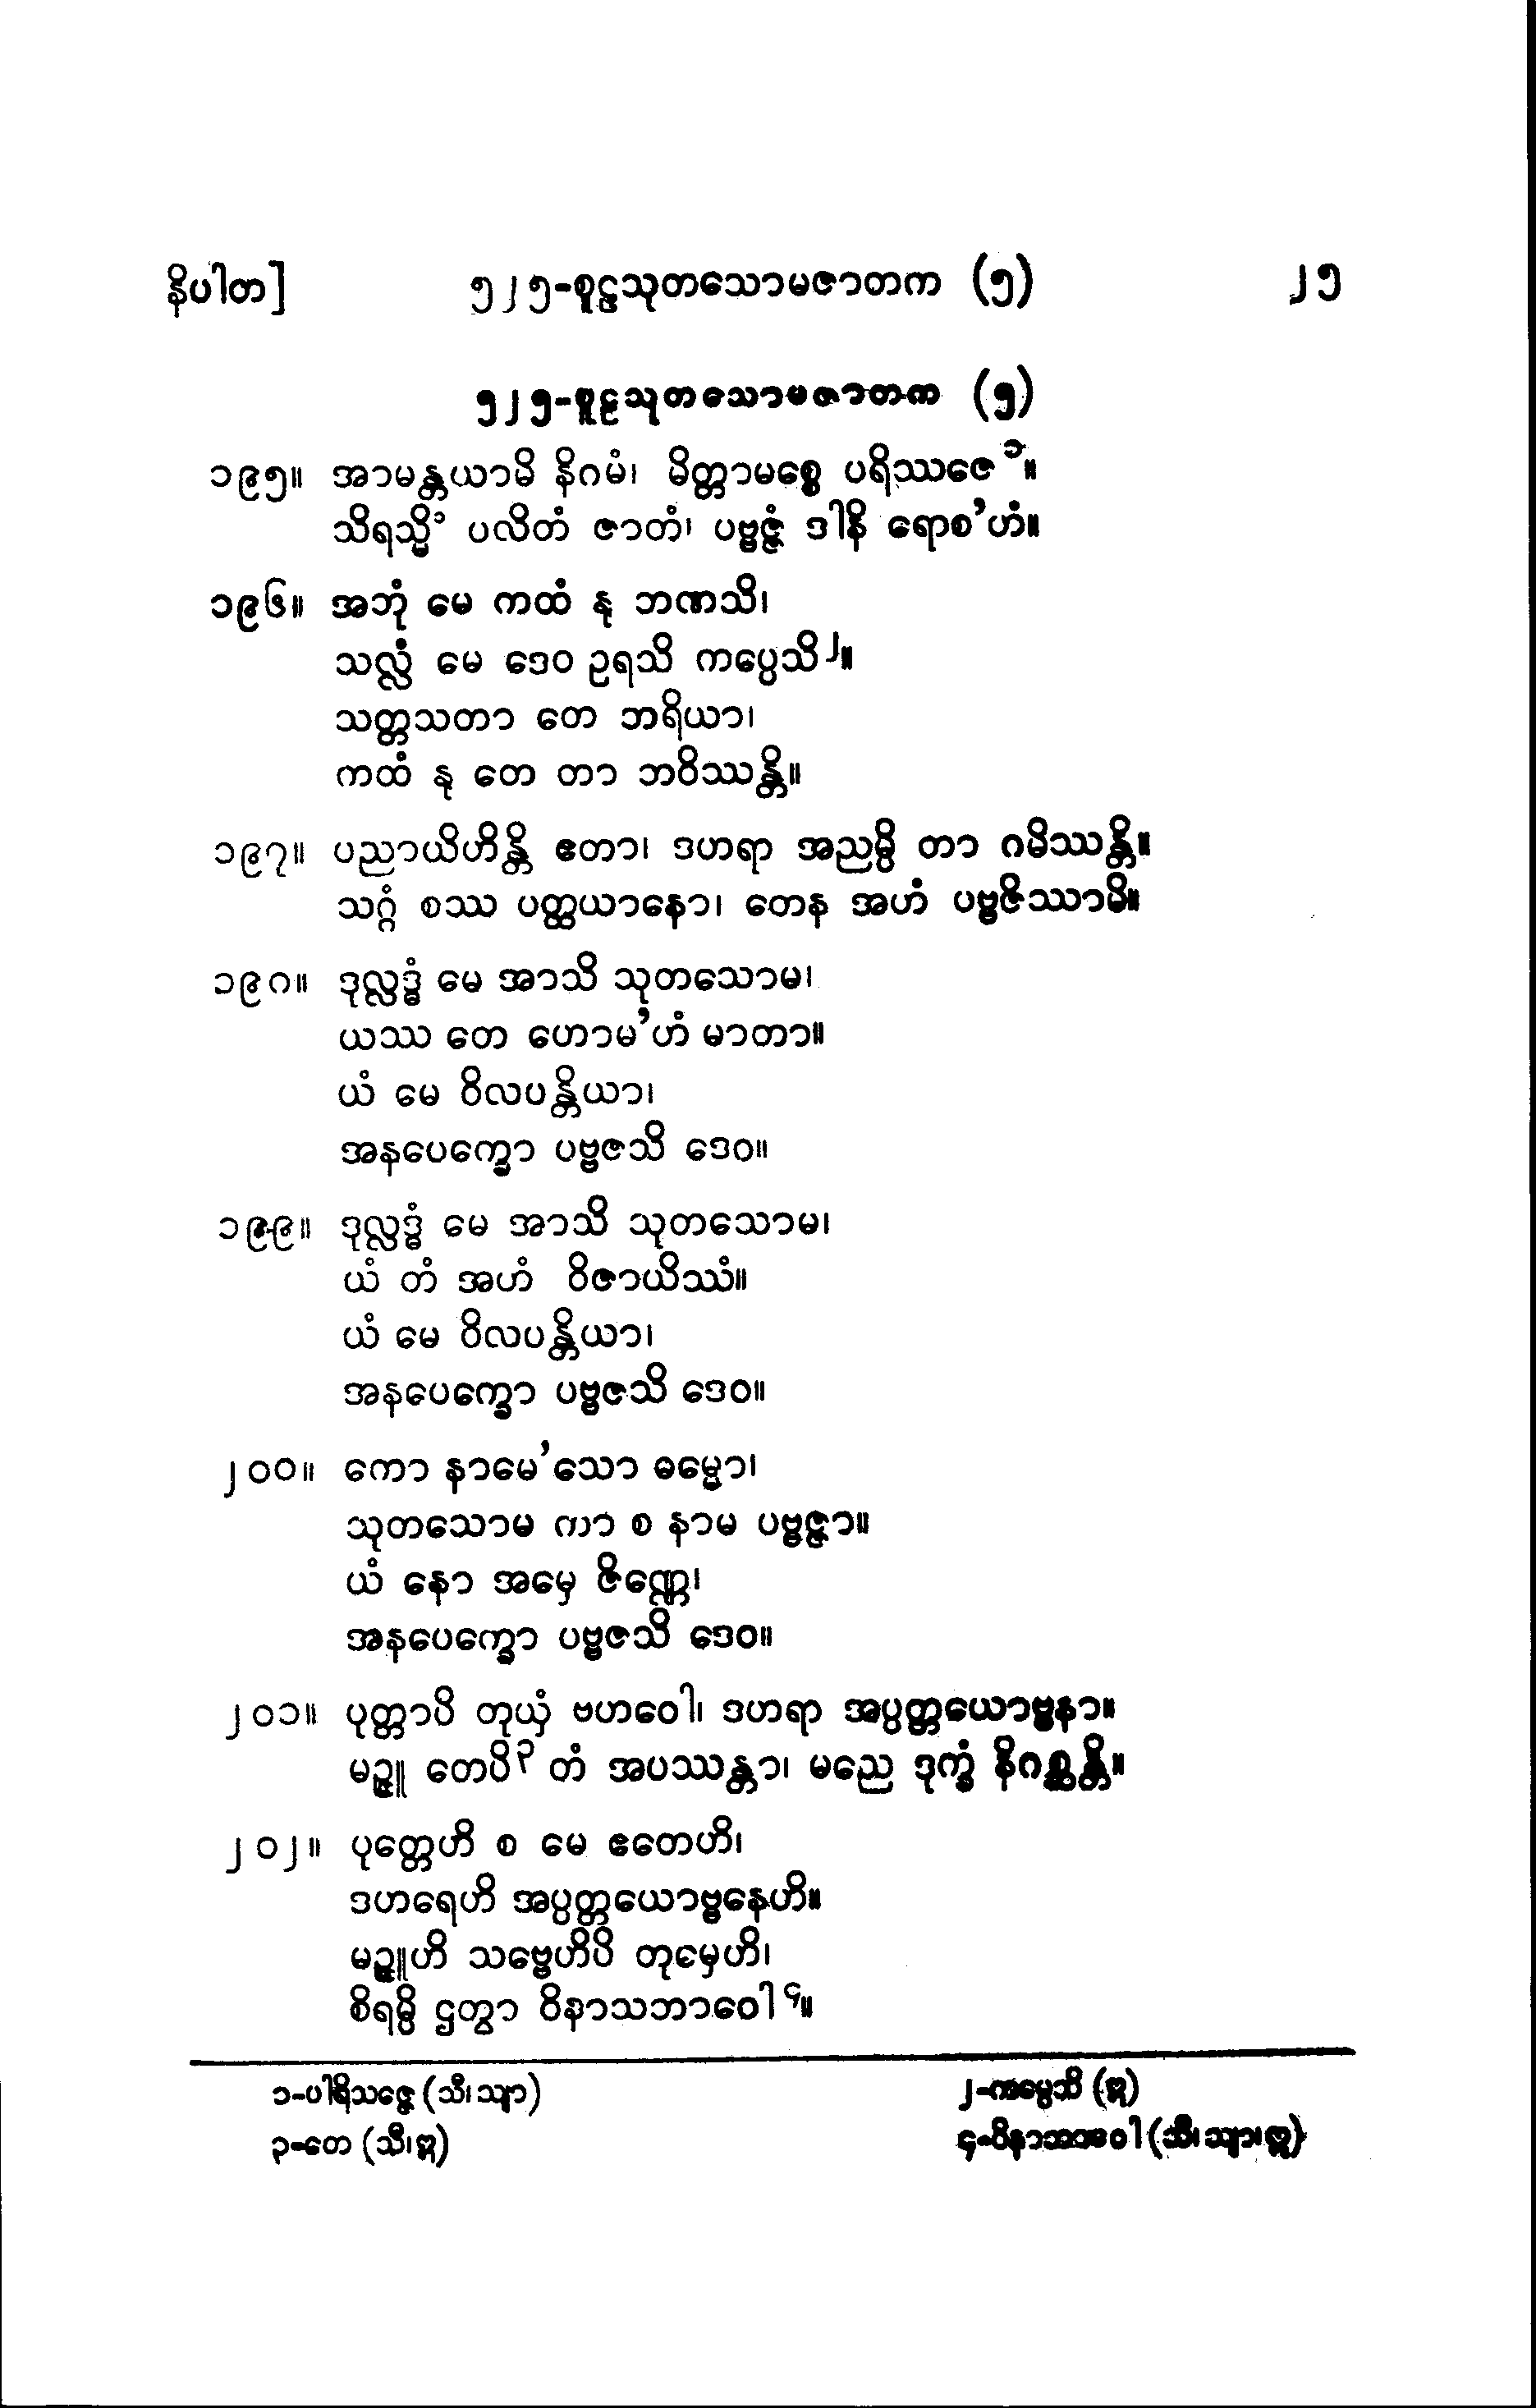 နိပါတ]   ၅၂၅-စူဠသုတသောမဇာတက (၅)   ၂၅
၅၂၅-စူဠသုတသောမဇာတက (၅)
၁၉၅။ အာမန္တယာမိ နိဂမံ၊ မိတ္တာမစ္စေ ပရိဿဇေ ၁။
သိရသ္မိံ ပလိတံ ဇာတံ၊ ပဗ္ဗဇ္ဇံ ဒါနိ ရောစ’ဟံ။
၁၉၆။ အဘုံ မေ ကထံ နု ဘဏသိ၊
သလ္လံ မေ ဒေဝ ဥရသိ ကပ္ပေသိ ၂။
သတ္တသတာ တေ ဘရိယာ၊
ကထံ နု တေ တာ ဘဝိဿန္တိ။
၁၉၇။ ပညာယိဟိန္တိ ဧတာ၊ ဒဟရာ အညမ္ပိ တာ ဂမိဿန္တိ။
သဂ္ဂံ စဿ ပတ္ထယာနော၊ တေန အဟံ ပဗ္ဗဇိဿာမိ။
၁၉၈။ ဒုလ္လဒ္ဓံ မေ အာသိ သုတသောမ၊
ယဿ တေ ဟောမ’ဟံ မာတာ။
ယံ မေ ဝိလပန္တိယာ၊
အနပေက္ခော ပဗ္ဗဇသိ ဒေဝ။
၁၉၉။ ဒုလ္လဒ္ဓံ မေ အာသိ သုတသောမ၊
ယံ တံ အဟံ ဝိဇာယိဿံ။
ယံ မေ ဝိလပန္တိယာ၊
အနပေက္ခော ပဗ္ဗဇသိ ဒေဝ။
၂၀၀။ ကော နာမေ’သော ဓမ္မော၊
သုတသောမ ကာ စ နာမ ပဗ္ဗဇ္ဇာ။
ယံ နော အမှေ ဇိဏ္ဏေ၊
အနပေက္ခော ပဗ္ဗဇသိ ဒေဝ။
၂၀၁။ ပုတ္တာပိ တုယှံ ဗဟဝေါ၊ ဒဟရာ အပ္ပတ္တယောဗ္ဗနာ။
မဉ္ဇူ တေပိ ၃ တံ အပဿန္တာ၊ မညေ ဒုက္ခံ နိဂစ္ဆန္တိ။
၂၀၂။ ပုတ္တေဟိ စ မေ ဧတေဟိ၊
ဒဟရေဟိ အပ္ပတ္တယောဗ္ဗနေဟိ။
မဉ္ဇူဟိ သဗ္ဗေဟိပိ တုမှေဟိ၊
စိရမ္ပိ ဌတွာ ဝိနာသဘာဝေါ ၄။
၁-ပါရိသဇ္ဇေ (သီ၊ သျာ)   ၂-ကမ္ပေသိ (ဣ)
၃-တေ (သီ၊ ဣ)   ၄-ဝိနာဘာဝေါ (သီ၊ သျာ၊ ဣ)